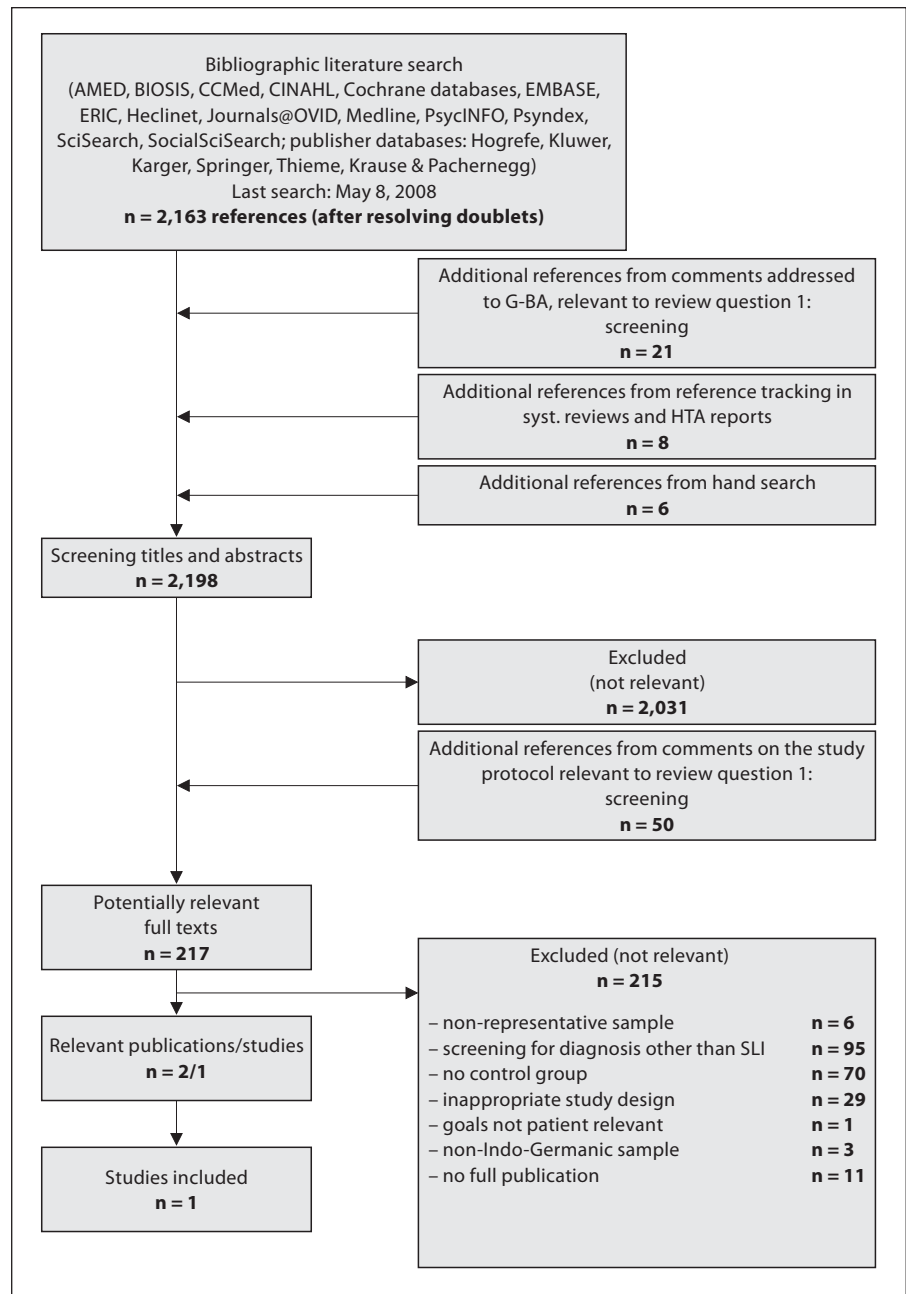 Bibliographic literature search
(AMED, BIOSIS, CCMed, CINAHL, Cochrane databases, EMBASE,
ERIC, Heclinet, Journals@OVID, Medline, PsycINFO, Psyndex,
SciSearch, SocialSciSearch; publisher databases: Hogrefe, Kluwer,
Karger, Springer, Thieme, Krause & Pachernegg)
Last search: May 8, 2008
n = 2,163 references (after resolving doublets)
Additional references from comments addressed
to G-BA, relevant to review question 1:
screening
n = 21
Additional references from reference tracking in
syst. reviews and HTA reports
n = 8
Additional references from hand search
n = 6
Screening titles and abstracts
n = 2,198
Excluded
(not relevant)
n = 2,031
Additional references from comments on the study
protocol relevant to review question 1:
screening
n = 50
Potentially relevant
full texts
n = 217
Excluded (not relevant)
n = 215
– non-representative sample n = 6
– screening for diagnosis other than SLI n = 95
– no control group n = 70
– inappropriate study design n = 29
– goals not patient relevant n = 1
– non-Indo-Germanic sample n = 3
– no full publication n = 11
Relevant publications/studies
n = 2/1
Studies included
n = 1